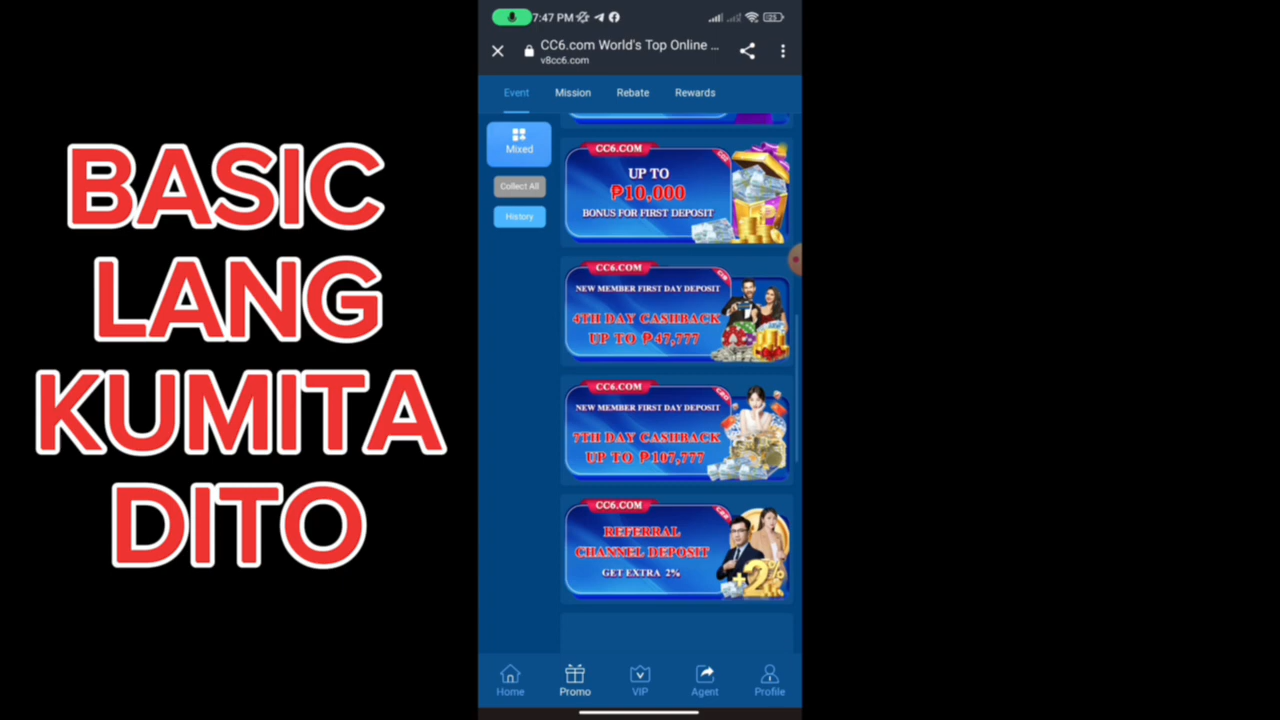 BASIC
LANG
KUMITA
DITO
7:47 PM
CC6.com World's Top Online ...
v8cc6.com
Event Mission Rebate Rewards
Mixed
Collect All
History
CC6.COM
UP TO
₱10,000
BONUS FOR FIRST DEPOSIT
CC6.COM
NEW MEMBER FIRST DAY DEPOSIT
4TH DAY CASHBACK
UP TO ₱47,777
CC6.COM
NEW MEMBER FIRST DAY DEPOSIT
7TH DAY CASHBACK
UP TO ₱107,777
CC6.COM
REFERRAL
CHANNEL DEPOSIT
GET EXTRA 2%
+2%
Home Promo VIP Agent Profile